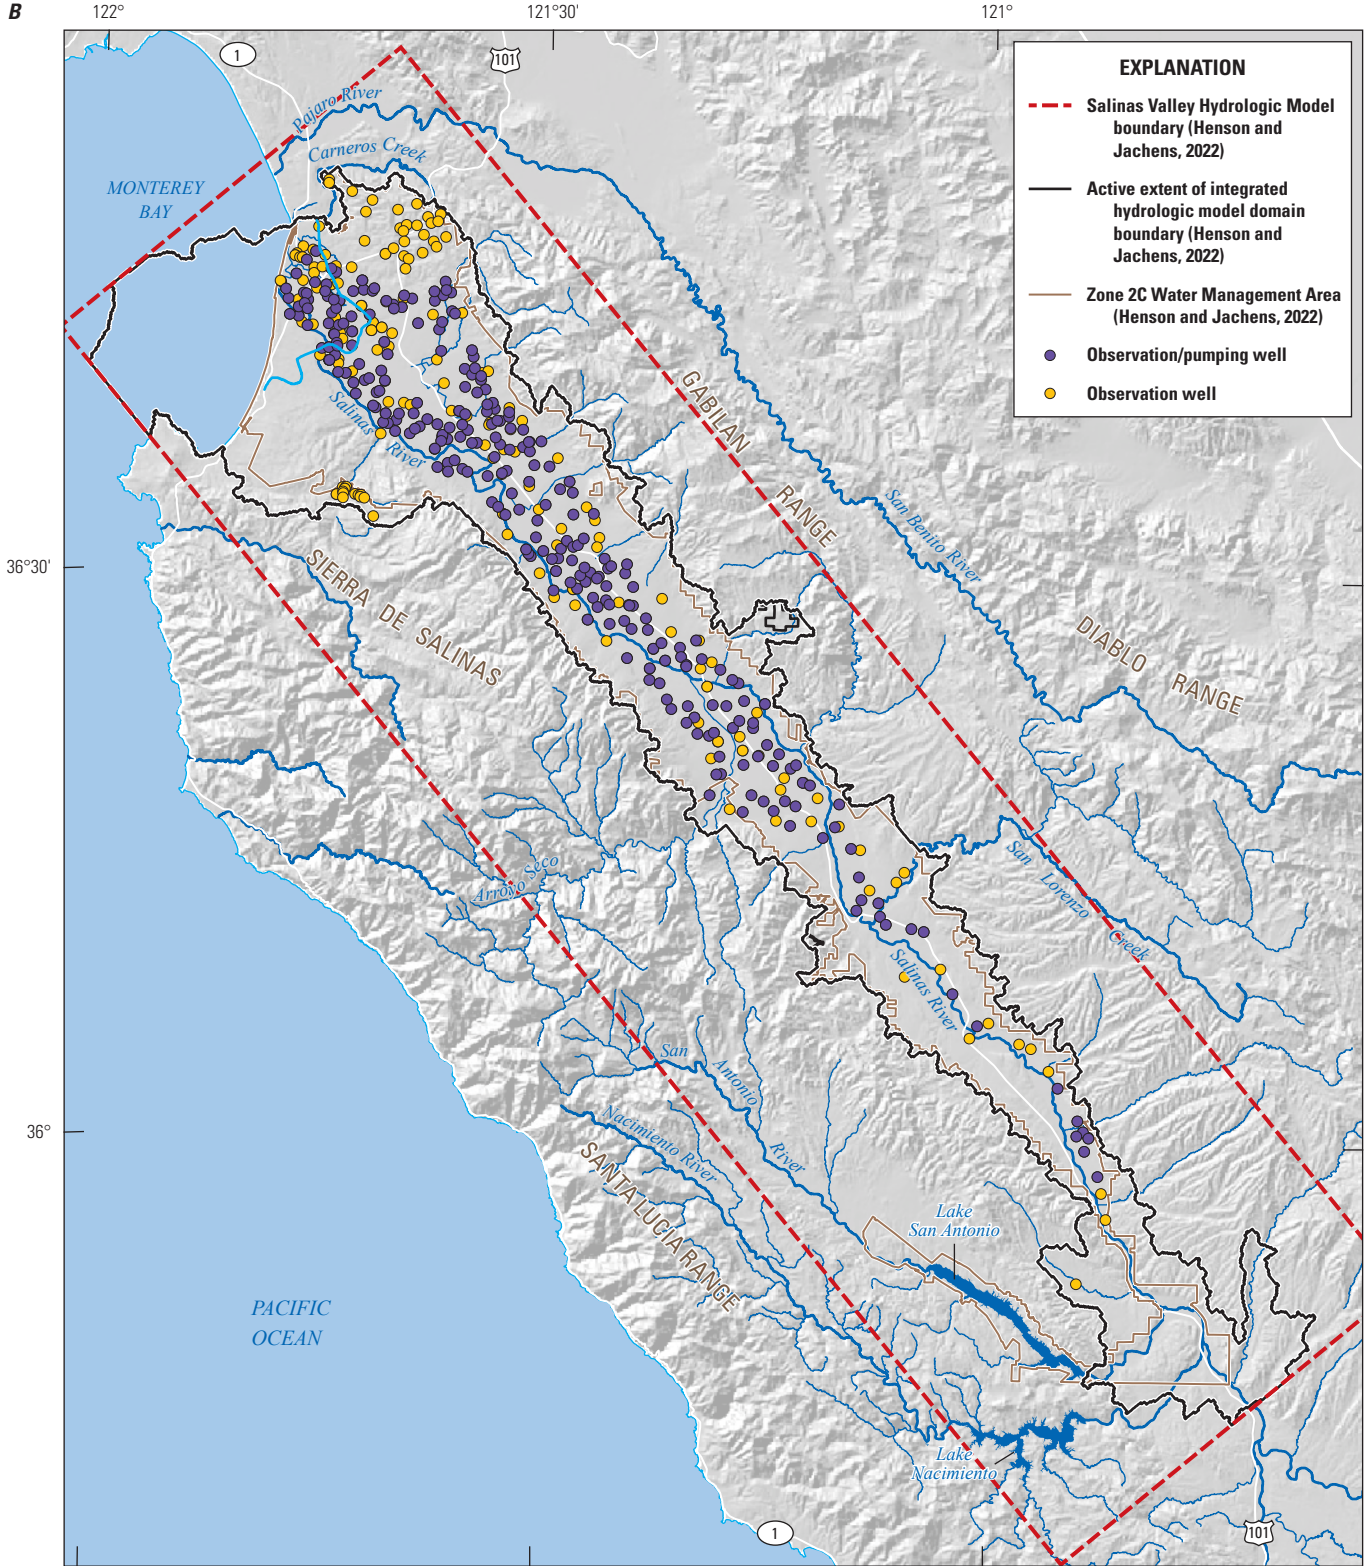 B
122°
121°30'
121°
1
101
EXPLANATION
Salinas Valley Hydrologic Model
boundary (Henson and
Jachens, 2022)
Active extent of integrated
hydrologic model domain
boundary (Henson and
Jachens, 2022)
Zone 2C Water Management Area
(Henson and Jachens, 2022)
Observation/pumping well
Observation well
Pajaro River
Carneros Creek
MONTEREY
BAY
GABILAN
RANGE
Salinas
River
San Benito River
36°30'
SIERRA DE SALINAS
DIABLO
RANGE
Arroyo Seco
San
Lorenzo
Creek
Salinas River
San
Antonio
River
36°
Nacimiento River
SANTA LUCIA RANGE
Lake
San Antonio
PACIFIC
OCEAN
Lake
Nacimiento
1
101